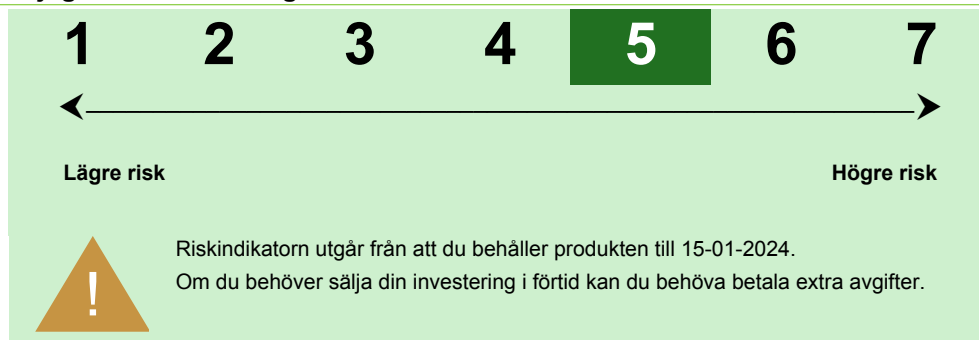 1 2 3 4 5 6 7
Lägre risk Högre risk
!
Riskindikatorn utgår från att du behåller produkten till 15-01-2024.
Om du behöver sälja din investering i förtid kan du behöva betala extra avgifter.